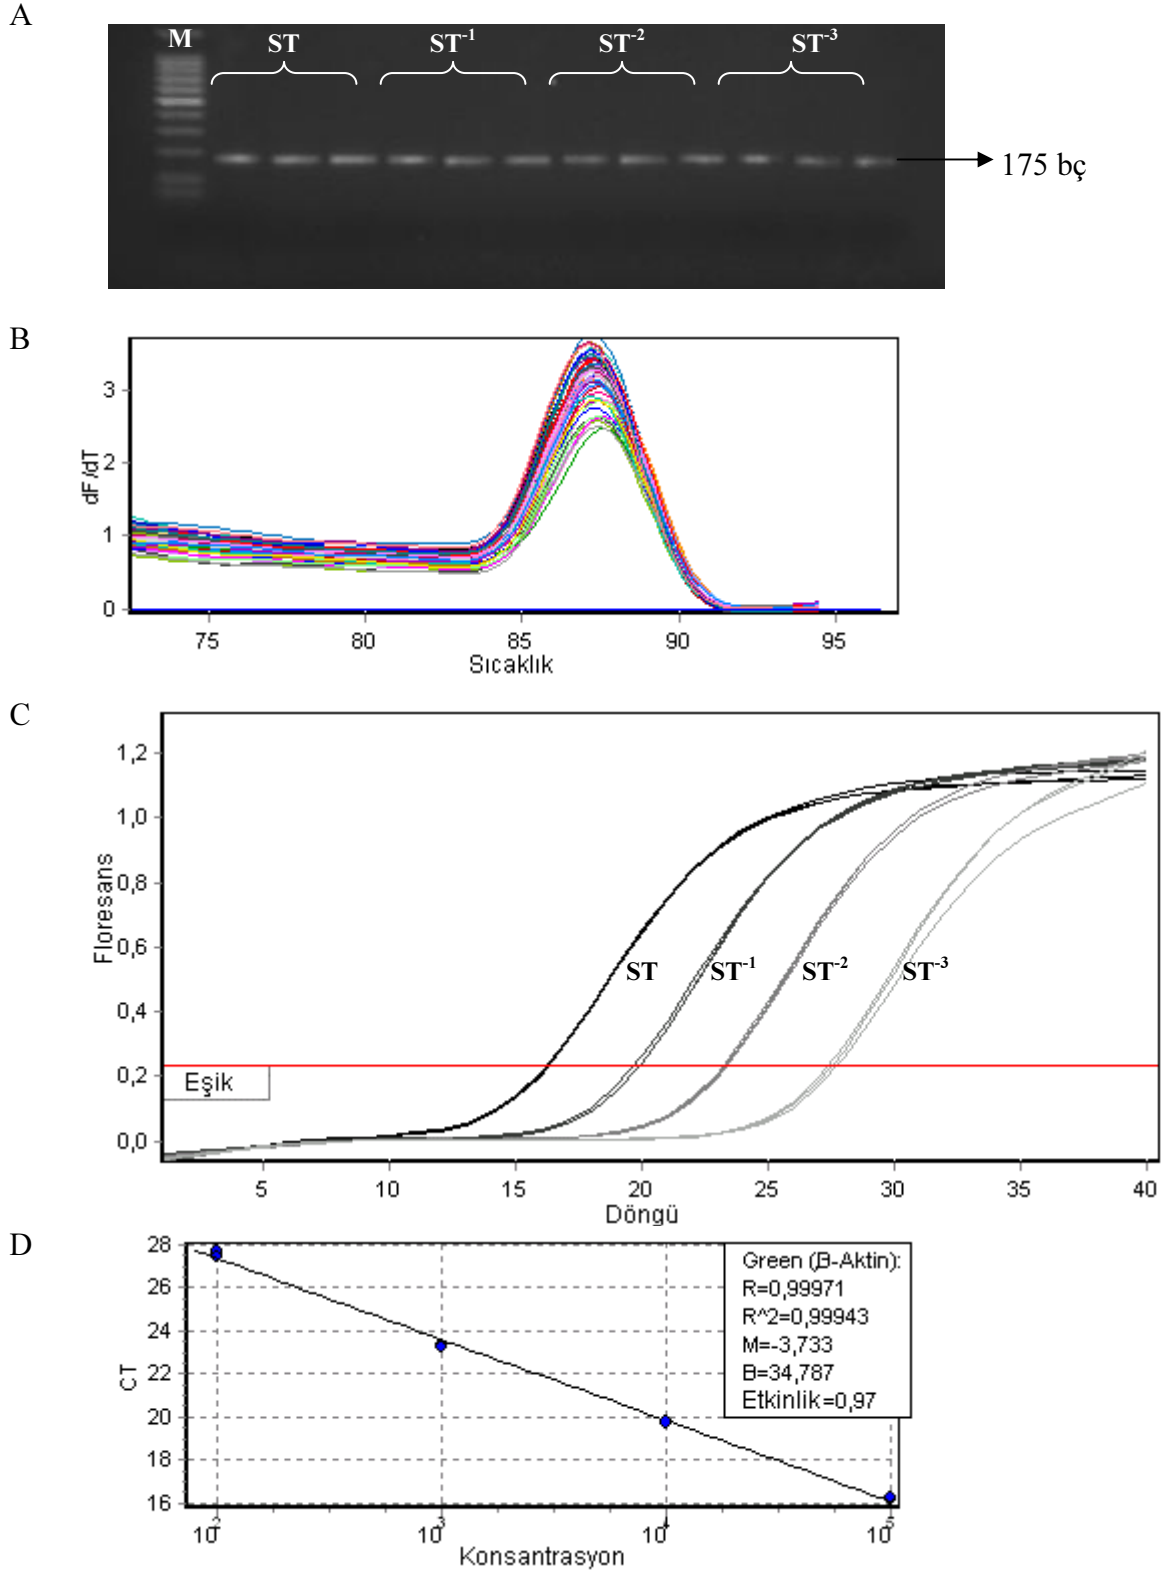 A
M ST ST-1 ST-2 ST-3
175 bç
B
dF/dT
3
2
1
0
75 80 85 90 95
Sıcaklık
C
Floresans
1,2
1,0
0,8
0,6
0,4
0,2
0,0
ST ST-1 ST-2 ST-3
Eşik
5 10 15 20 25 30 35 40
Döngü
D
CT
28
26
24
22
20
18
16
Green (β-Aktin):
R=0,99971
R^2=0,99943
M=-3,733
B=34,787
Etkinlik=0,97
10^2 10^3 10^4 10^5
Konsantrasyon